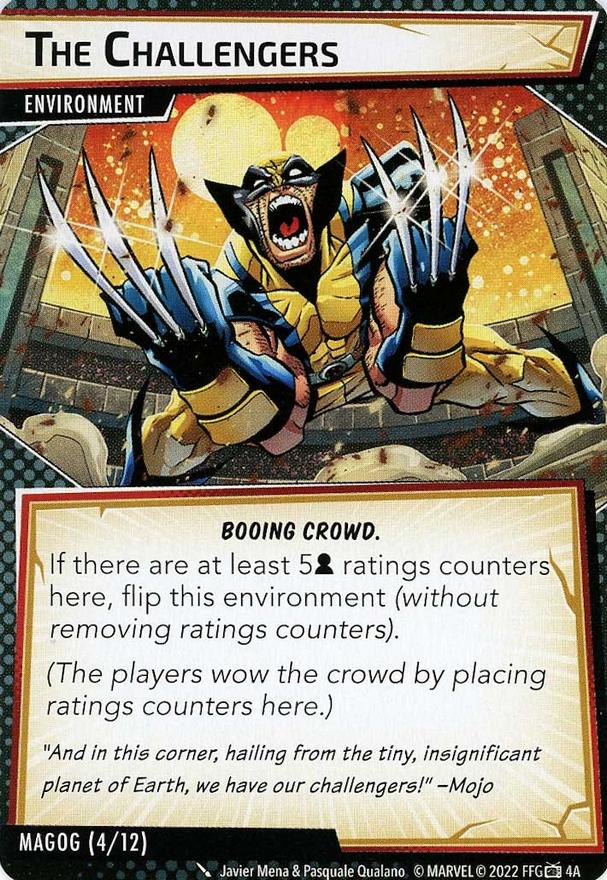 THE CHALLENGERS
ENVIRONMENT
BOOING CROWD.
If there are at least 5 ratings counters
here, flip this environment (without
removing ratings counters).
(The players wow the crowd by placing
ratings counters here.)
"And in this corner, hailing from the tiny, insignificant
planet of Earth, we have our challengers!" –Mojo
MAGOG (4/12)
Javier Mena & Pasquale Qualano © MARVEL © 2022 FFG 4A